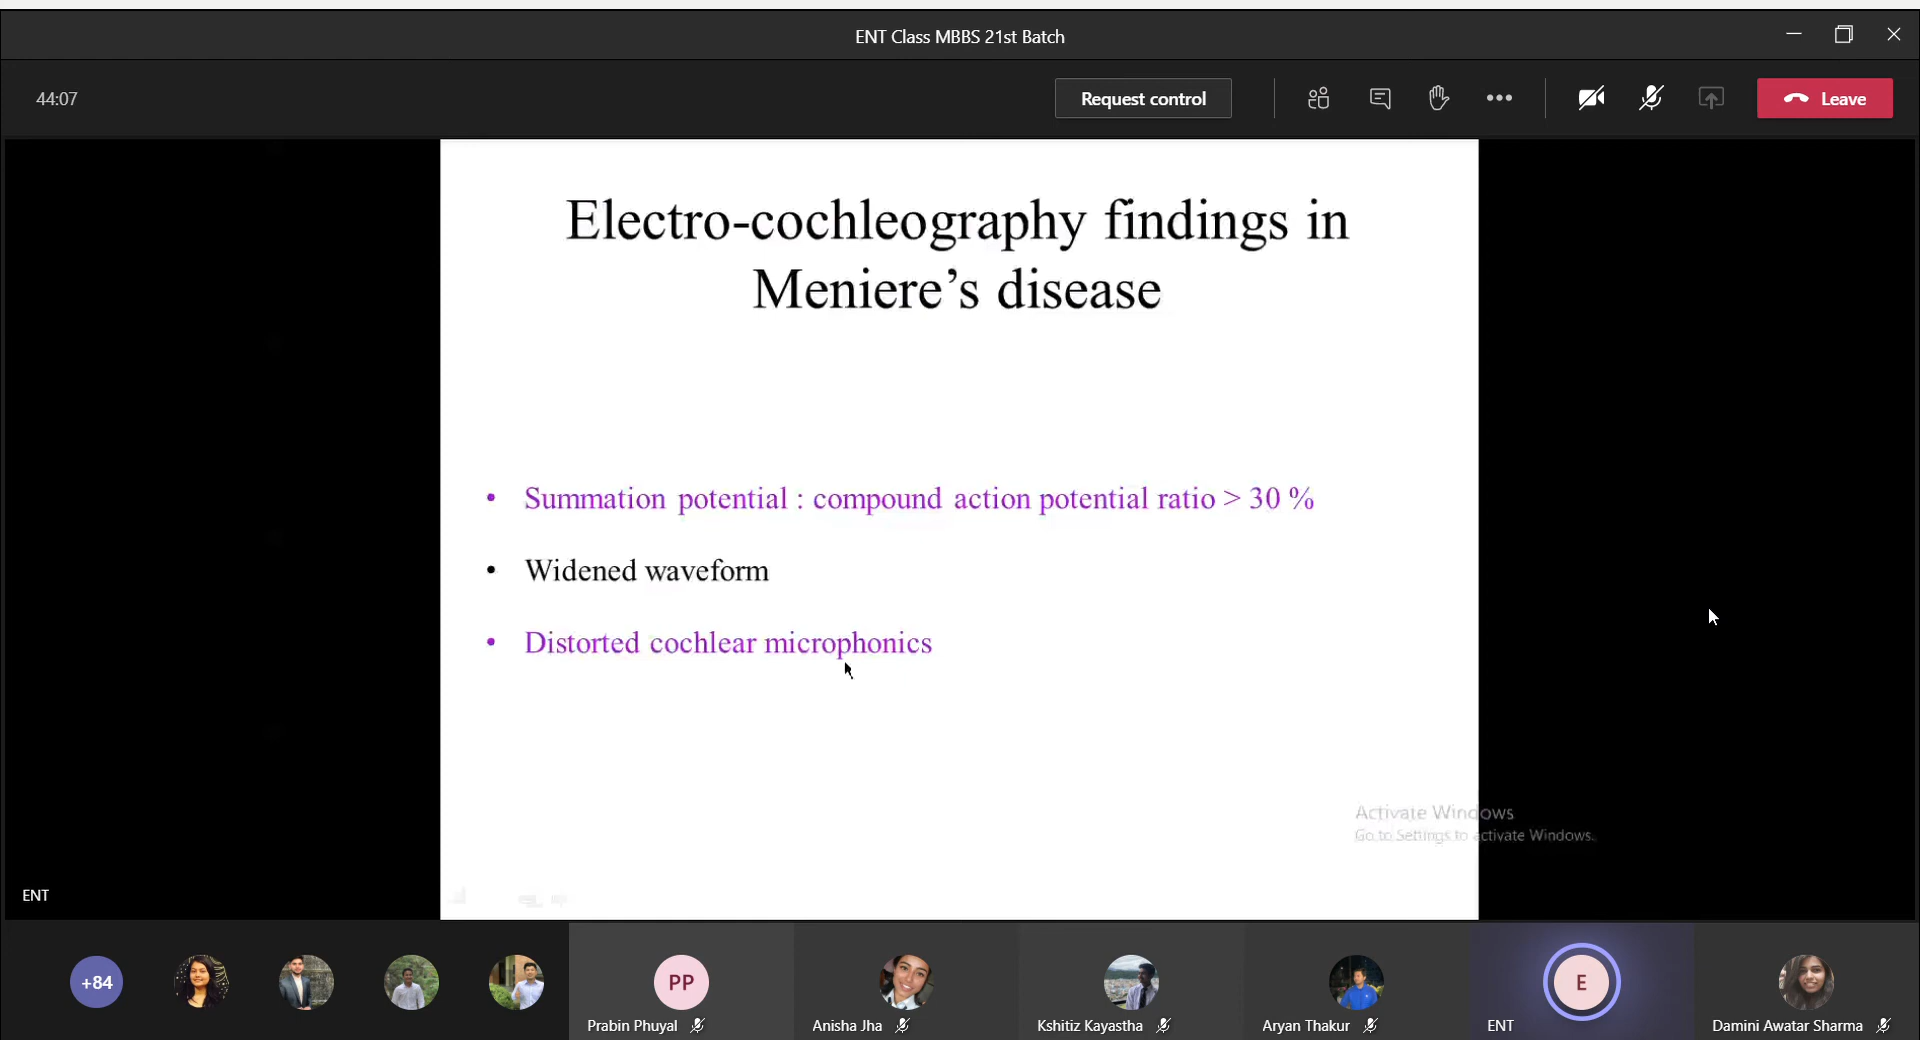 ENT Class MBBS 21st Batch
44:07
Request control
Leave
Electro-cochleography findings in
Meniere’s disease
• Summation potential : compound action potential ratio > 30 %
• Widened waveform
• Distorted cochlear microphonics
Activate Windows
Go to Settings to activate Windows.
ENT
+84
PP
E
Prabin Phuyal
Anisha Jha
Kshitiz Kayastha
Aryan Thakur
ENT
Damini Awatar Sharma